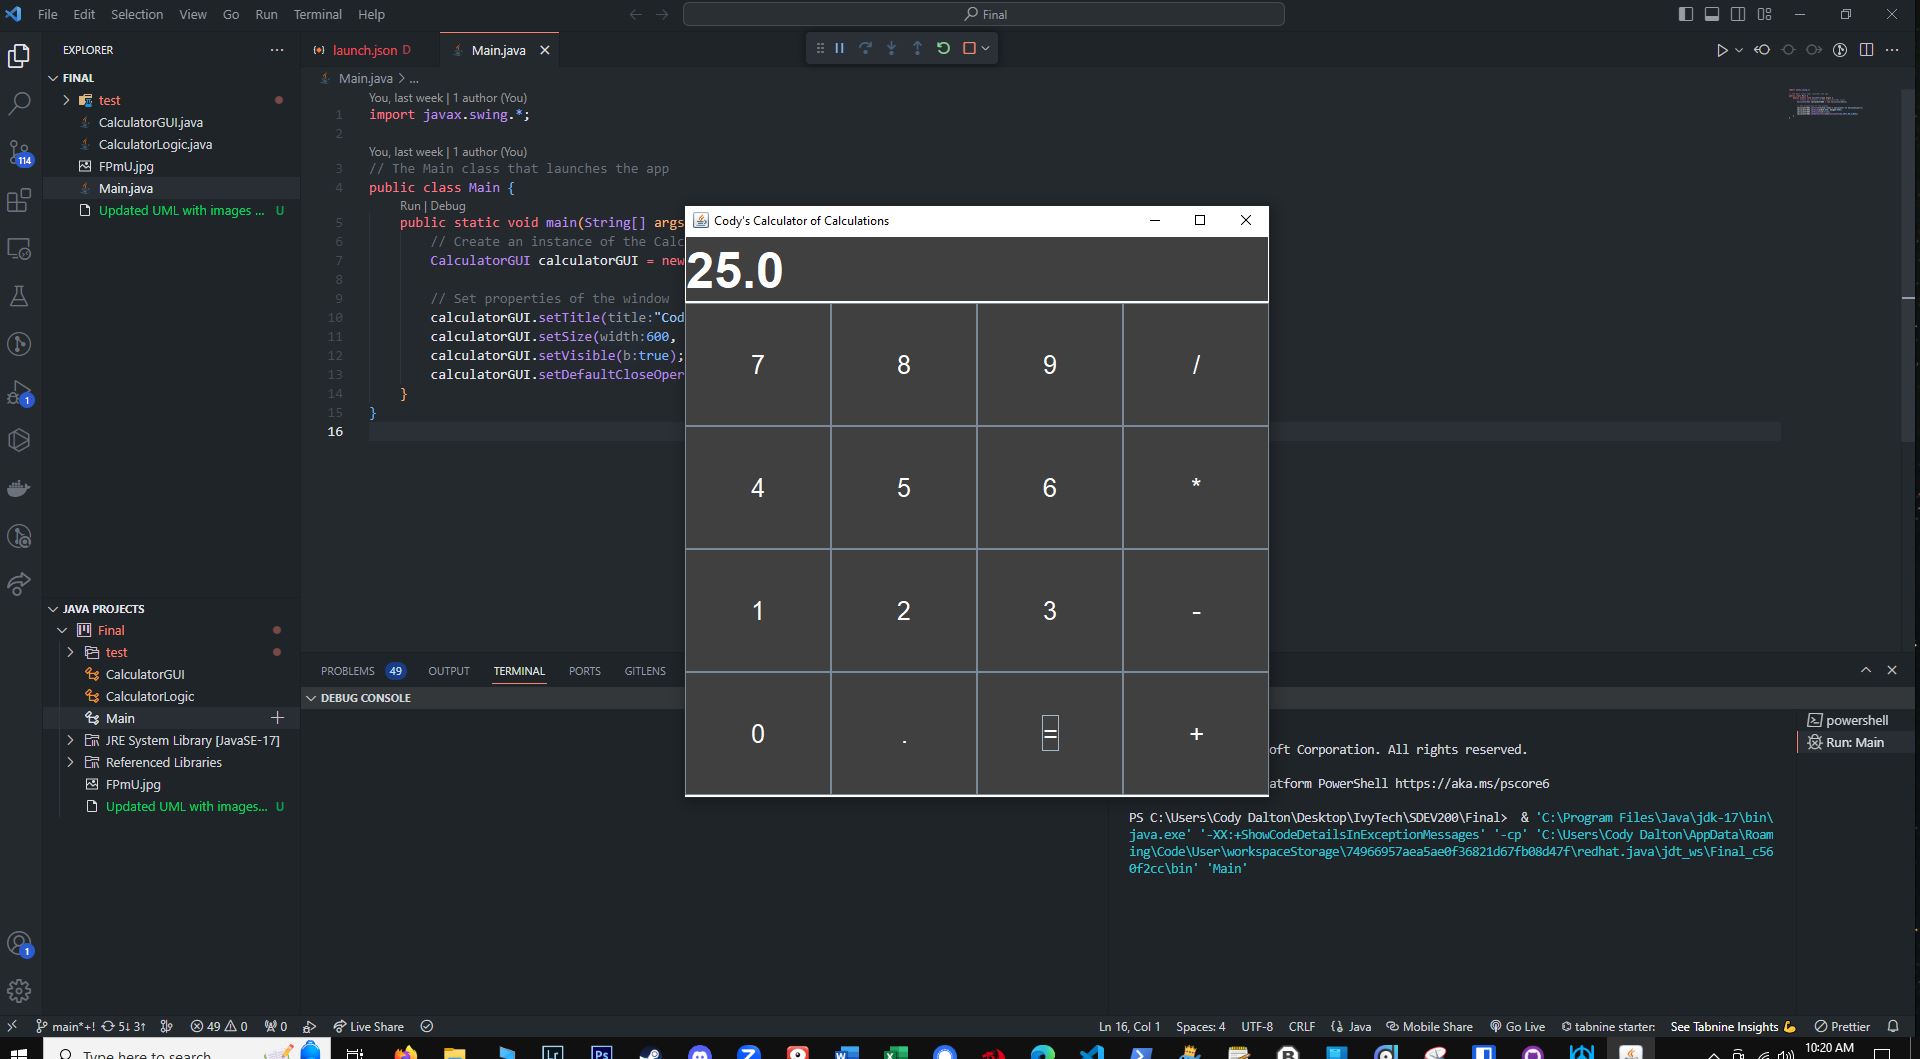 File Edit Selection View Go Run Terminal Help
Final
EXPLORER
FINAL
test
CalculatorGUI.java
CalculatorLogic.java
FPmU.jpg
Main.java
Updated UML with images ... U
114
1
launch.json D
Main.java
Main.java > ...
You, last week | 1 author (You)
1 import javax.swing.*;
2
You, last week | 1 author (You)
3 // The Main class that launches the app
4 public class Main {
Run | Debug
5 public static void main(String[] args
6 // Create an instance of the Calc
7 CalculatorGUI calculatorGUI = new
8
9 // Set properties of the window
10 calculatorGUI.setTitle(title:"Cod
11 calculatorGUI.setSize(width:600,
12 calculatorGUI.setVisible(b:true);
13 calculatorGUI.setDefaultCloseOper
14 }
15 }
16
Cody's Calculator of Calculations
25.0
7 8 9 /
4 5 6 *
1 2 3 -
0 . = +
JAVA PROJECTS
Final
test
CalculatorGUI
CalculatorLogic
Main
JRE System Library [JavaSE-17]
Referenced Libraries
FPmU.jpg
Updated UML with images... U
1
PROBLEMS 49 OUTPUT TERMINAL PORTS GITLENS
DEBUG CONSOLE
oft Corporation. All rights reserved.
atform PowerShell https://aka.ms/pscore6
PS C:\Users\Cody Dalton\Desktop\IvyTech\SDEV200\Final> & 'C:\Program Files\Java\jdk-17\bin\
java.exe' '-XX:+ShowCodeDetailsInExceptionMessages' '-cp' 'C:\Users\Cody Dalton\AppData\Roam
ing\Code\User\workspaceStorage\74966957aea5ae0f36821d67fb08d47f\redhat.java\jdt_ws\Final_c56
0f2cc\bin' 'Main'
powershell
Run: Main
main*+! 5↓ 3↑ 49 0 0 Live Share
Ln 16, Col 1 Spaces: 4 UTF-8 CRLF {} Java Mobile Share Go Live tabnine starter: See Tabnine Insights Prettier
Type here to search
10:20 AM